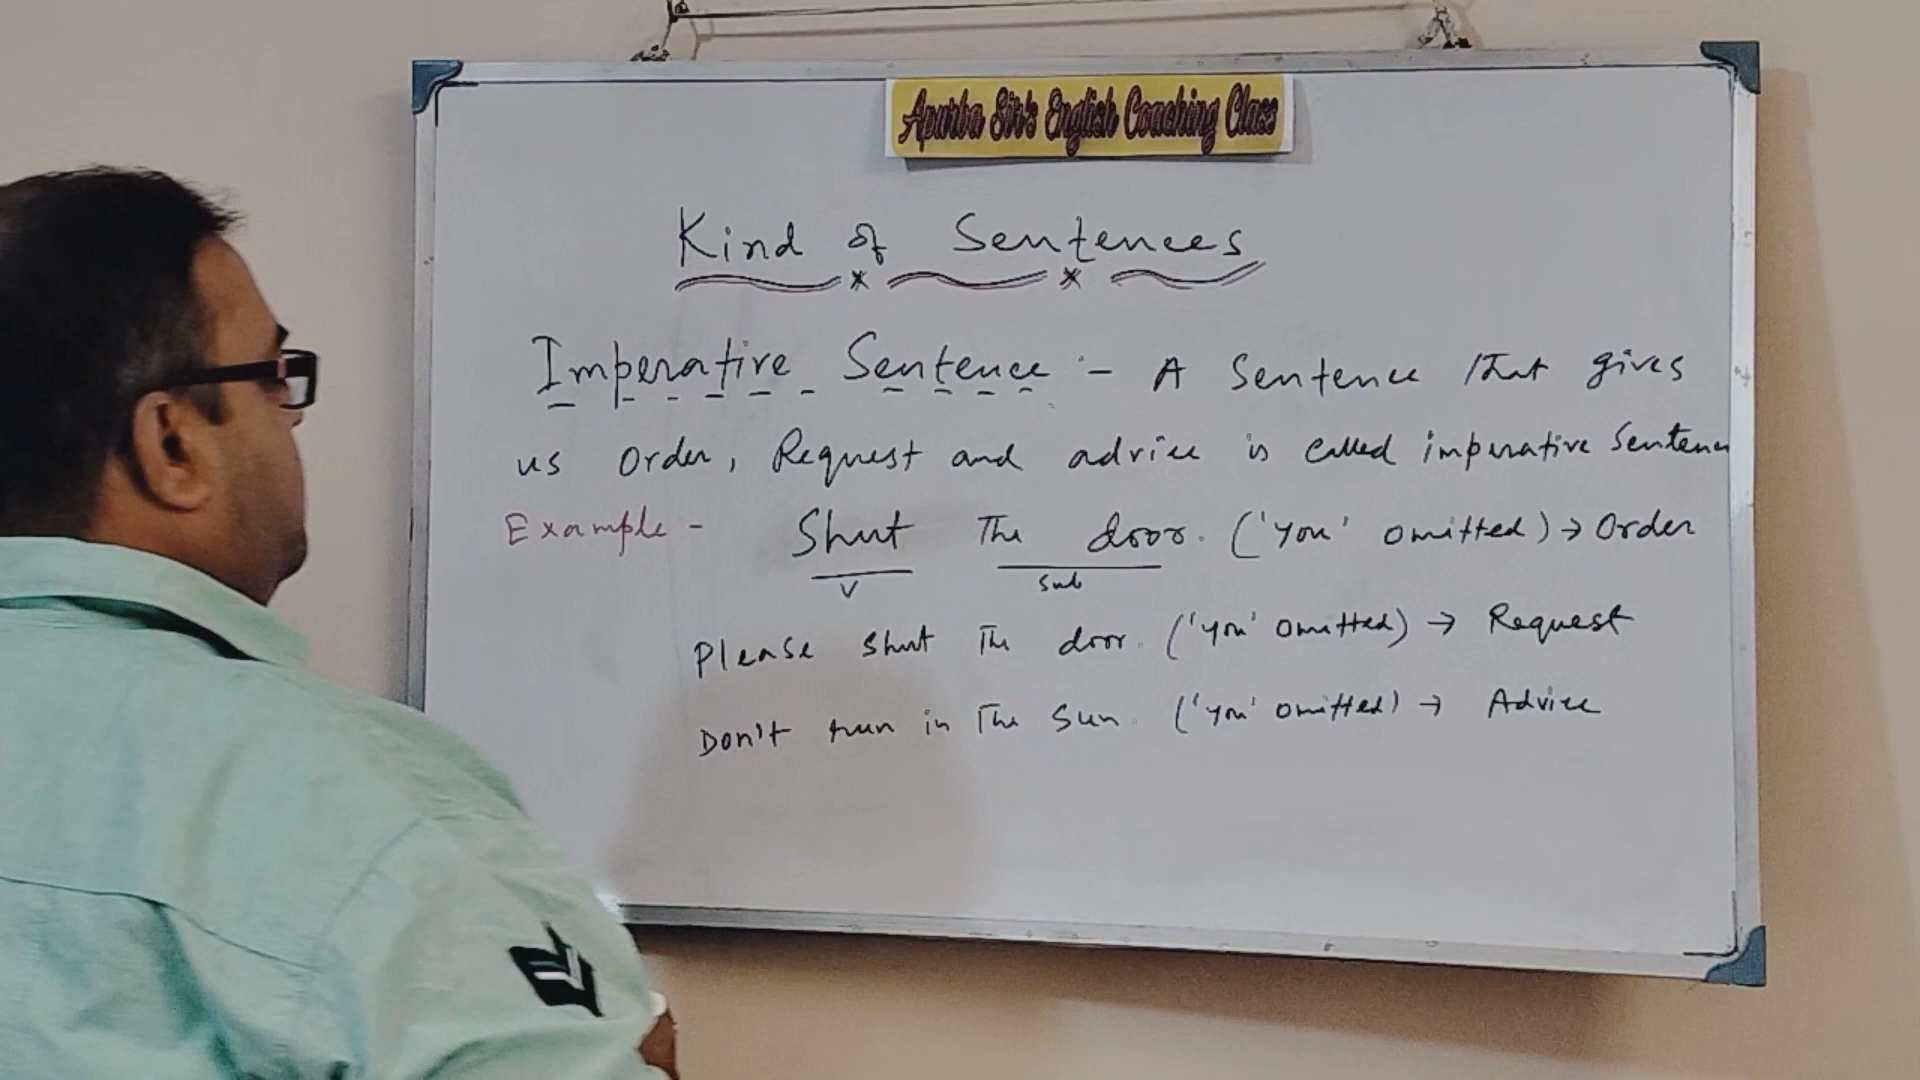 Apurba Sir's English Coaching Class
Kind of Sentences
Imperative Sentence :- A Sentence that gives
us order, Request and advice is called imperative Sentence
Example - Shut The door. ('you' omitted) → Order
V Sub
Please shut The door. ('you' omitted) → Request
Don't run in The Sun. ('you' omitted) → Advice